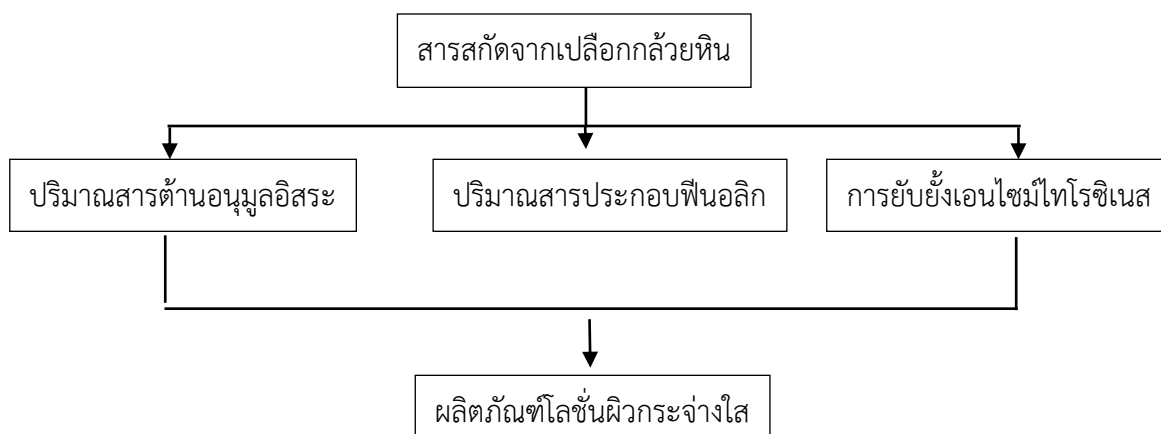 สารสกัดจากเปลือกกล้วยหิน
ปริมาณสารต้านอนุมูลอิสระ
ปริมาณสารประกอบฟีนอลิก
การยับยั้งเอนไซม์ไทโรซิเนส
ผลิตภัณฑ์โลชั่นผิวกระจ่างใส